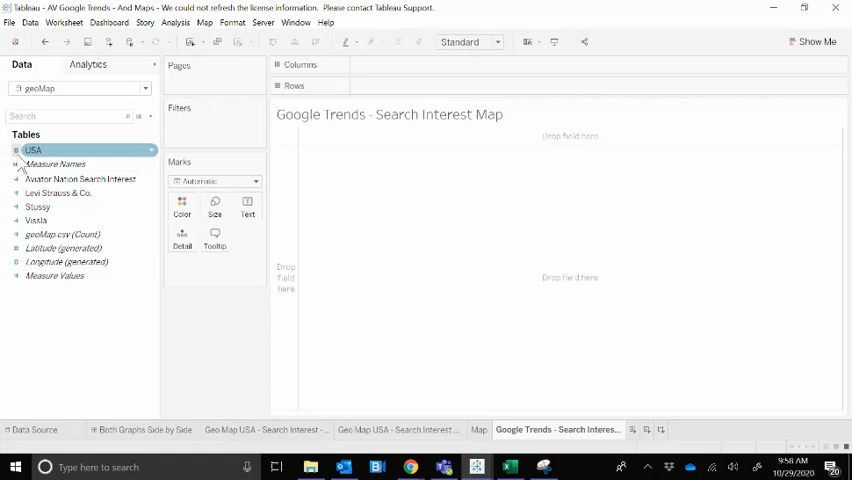 Tableau - AV Google Trends - And Maps - We could not refresh the license information. Please contact Tableau Support.
File Data Worksheet Dashboard Story Analysis Map Format Server Window Help
Standard Show Me
Data Analytics Pages Columns
geoMap Rows
Search Filters Google Trends - Search Interest Map
Tables Drop field here
USA
Measure Names Marks
Aviator Nation Search Interest Automatic
Levi Strauss & Co.
Stussy Color Size Text
Vissla
geoMap.csv (Count)
Latitude (generated) Detail Tooltip
Longitude (generated)
Measure Values
Drop field here
Drop field here
Data Source Both Graphs Side by Side Geo Map USA - Search Interest -... Geo Map USA - Search Interest ... Map Google Trends - Search Interes...
Type here to search 9:58 AM
10/29/2020 20